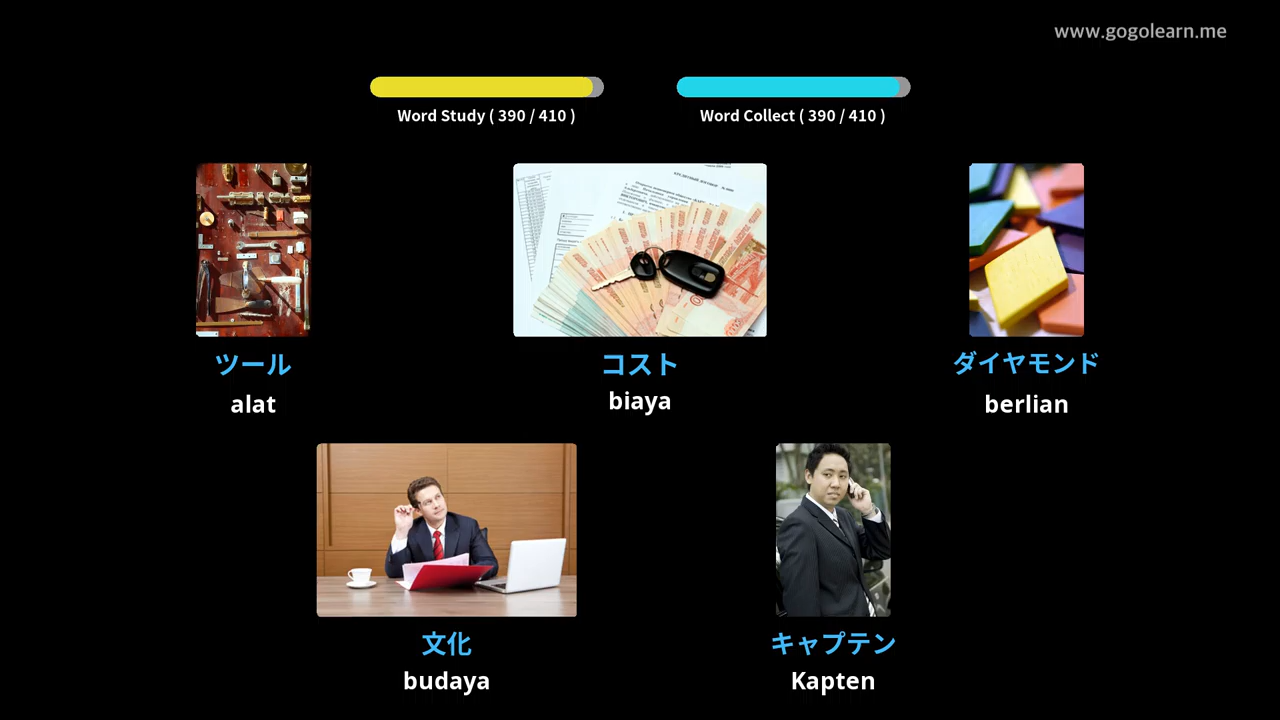 www.gogolearn.me
Word Study ( 390 / 410 )
Word Collect ( 390 / 410 )
ツール
コスト
ダイヤモンド
alat
biaya
berlian
文化
キャプテン
budaya
Kapten